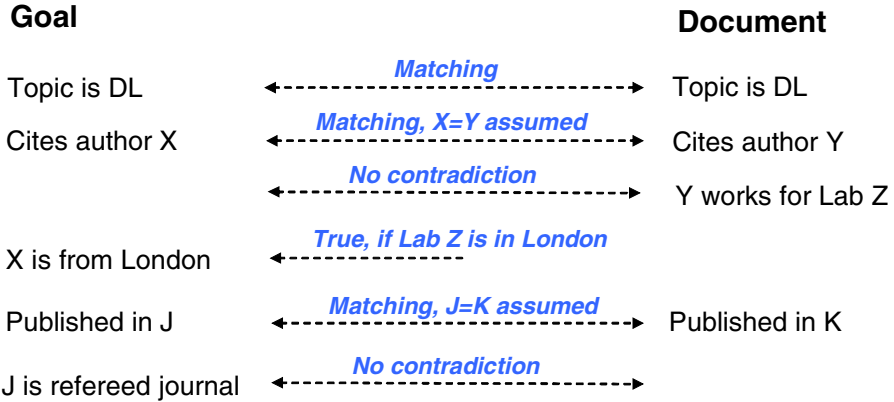 Goal Document
Topic is DL Matching Topic is DL
Cites author X Matching, X=Y assumed Cites author Y
No contradiction Y works for Lab Z
X is from London True, if Lab Z is in London
Published in J Matching, J=K assumed Published in K
J is refereed journal No contradiction